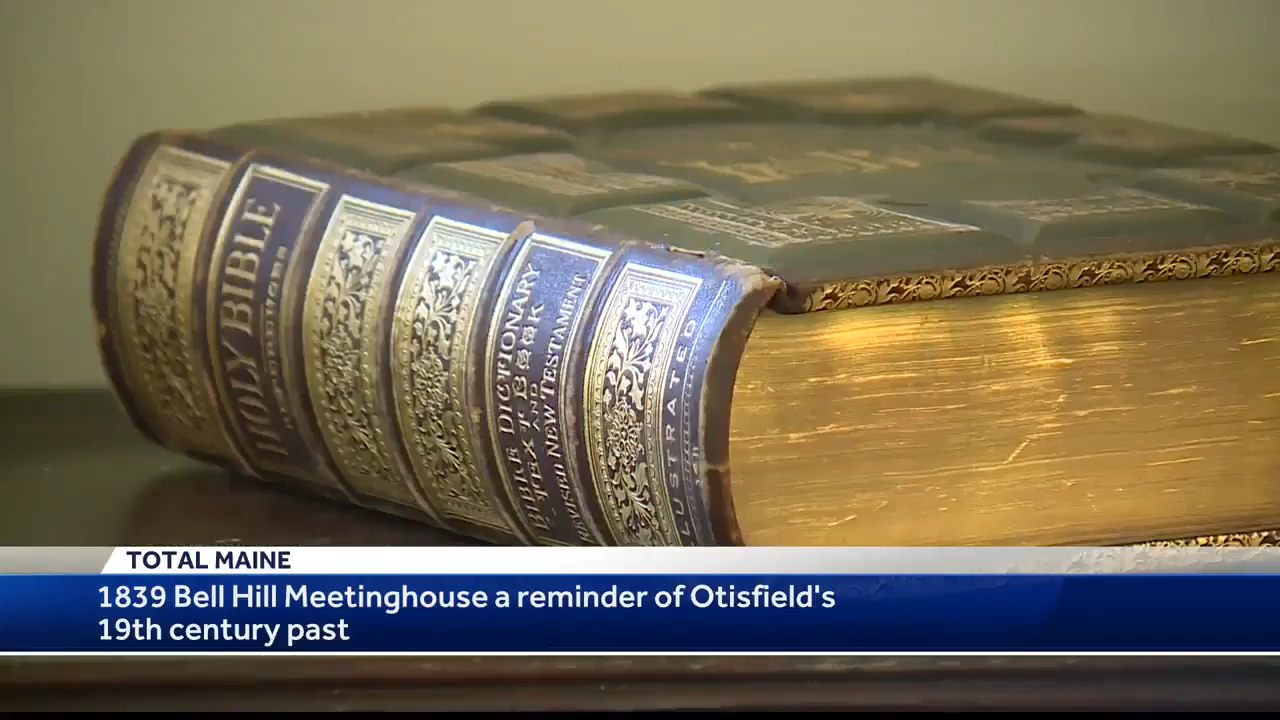 HOLY BIBLE
BIBLE DICTIONARY
TEXT BOOK
AND
REVISED NEW TESTAMENT
TOTAL MAINE
1839 Bell Hill Meetinghouse a reminder of Otisfield's
19th century past